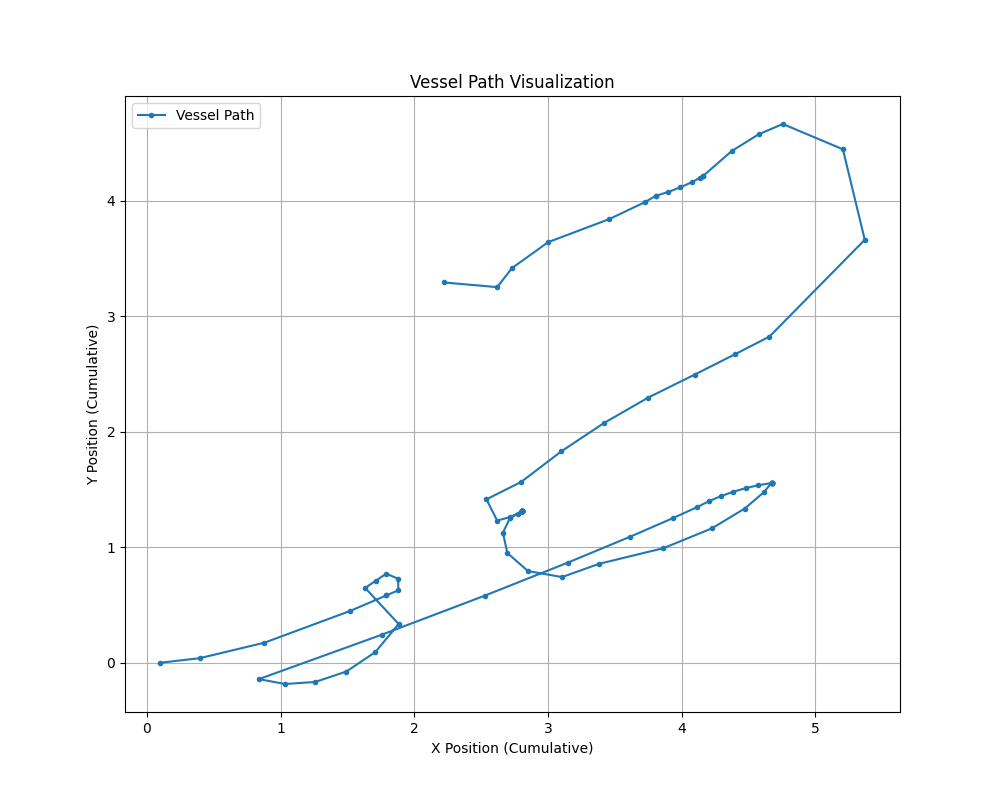 Vessel Path Visualization
Vessel Path
Y Position (Cumulative)
4
3
2
1
0
0 1 2 3 4 5
X Position (Cumulative)